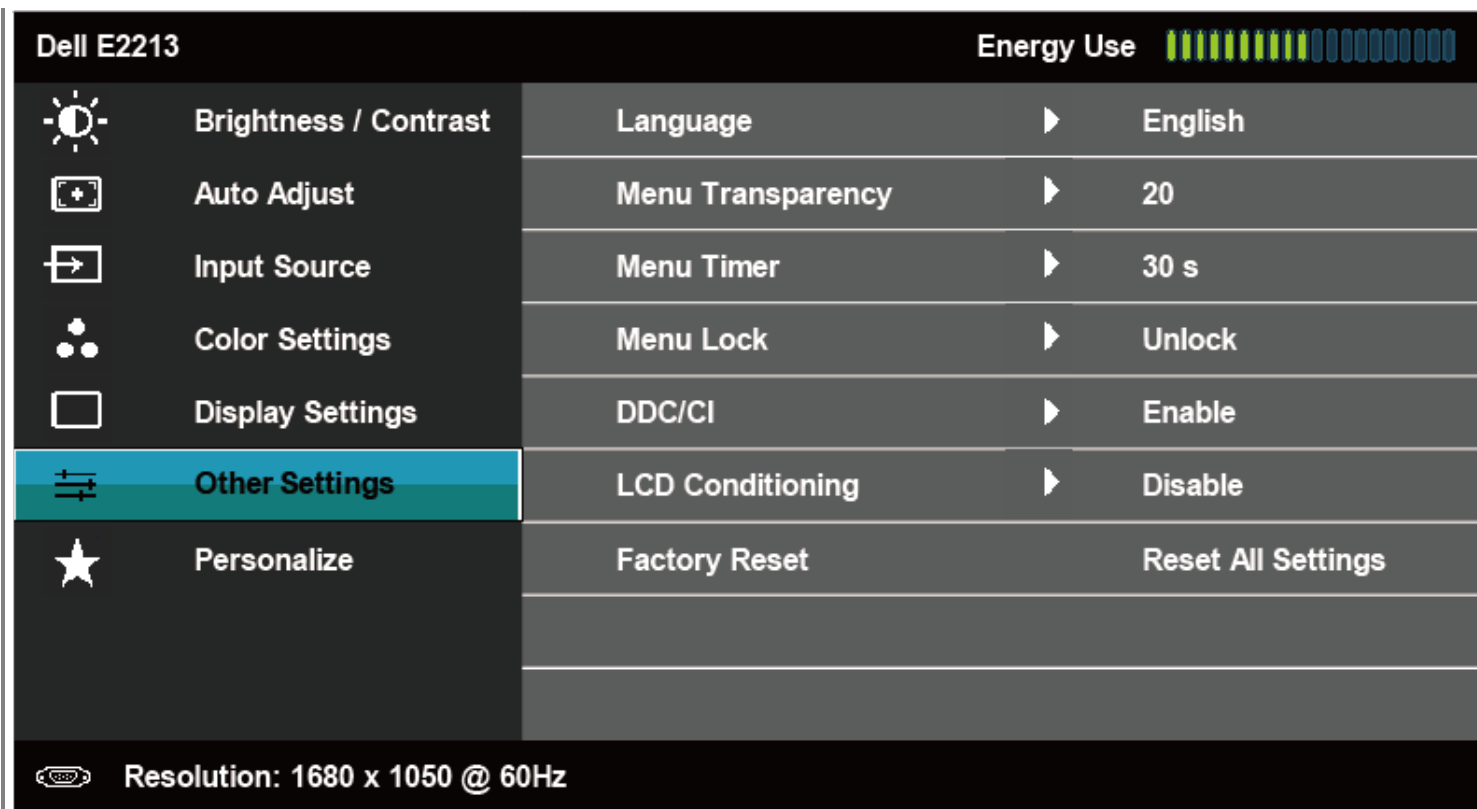 Dell E2213 Energy Use
Brightness / Contrast Language English
Auto Adjust Menu Transparency 20
Input Source Menu Timer 30 s
Color Settings Menu Lock Unlock
Display Settings DDC/CI Enable
Other Settings LCD Conditioning Disable
Personalize Factory Reset Reset All Settings
Resolution: 1680 x 1050 @ 60Hz